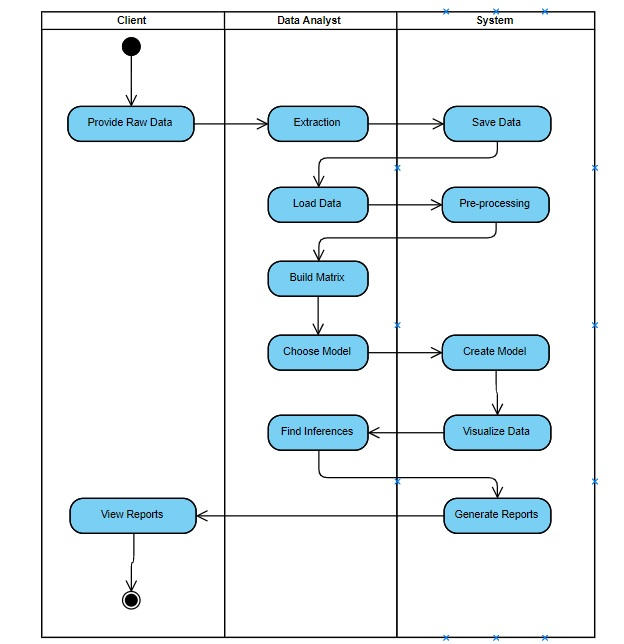 Client
Data Analyst
System
Provide Raw Data
Extraction
Save Data
Load Data
Pre-processing
Build Matrix
Choose Model
Create Model
Find Inferences
Visualize Data
View Reports
Generate Reports